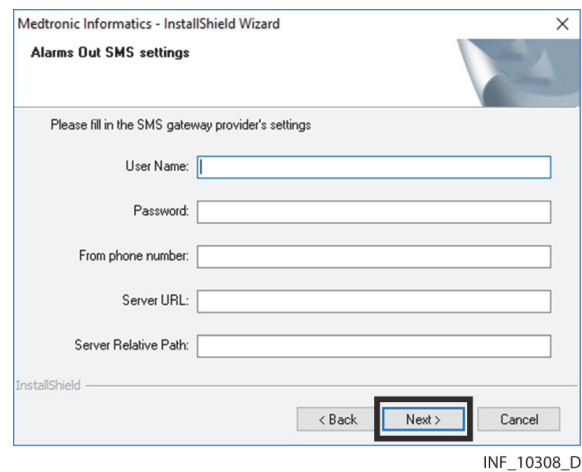 Medtronic Informatics - InstallShield Wizard
Alarms Out SMS settings
Please fill in the SMS gateway provider's settings
User Name:
Password:
From phone number:
Server URL:
Server Relative Path:
InstallShield
< Back Next > Cancel
INF_10308_D